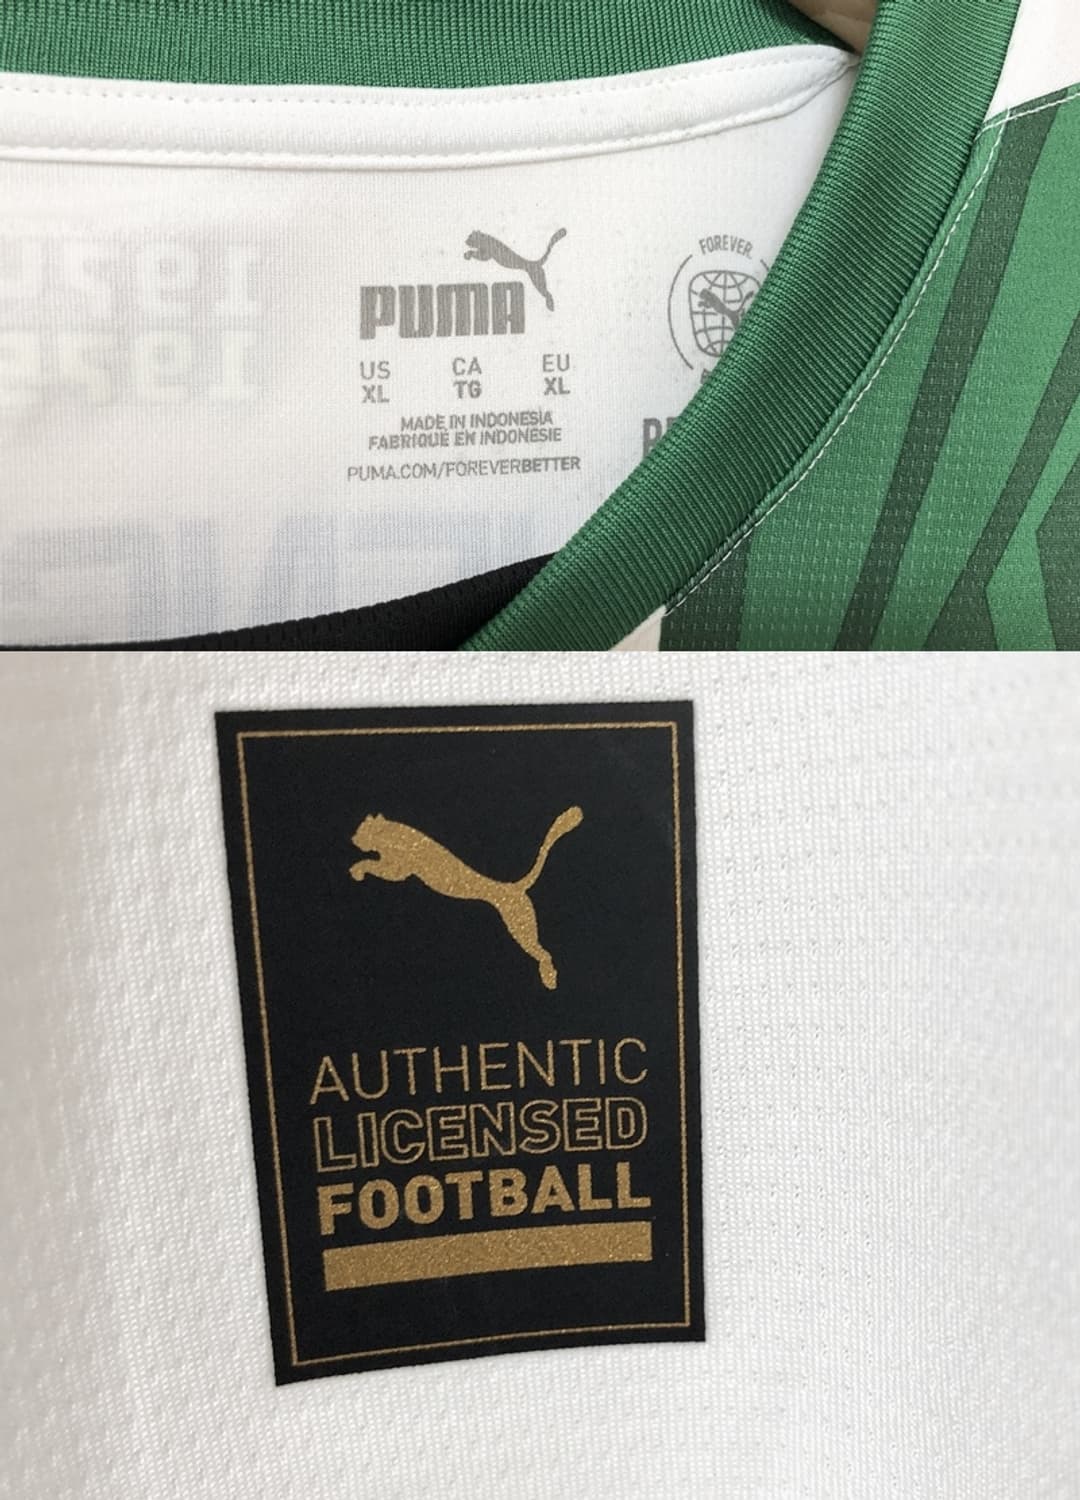 FOREVER.
PUMA
US CA EU
XL TG XL
MADE IN INDONESIA
FABRIQUÉ EN INDONÉSIE
PUMA.COM/FOREVERBETTER
AUTHENTIC
LICENSED
FOOTBALL